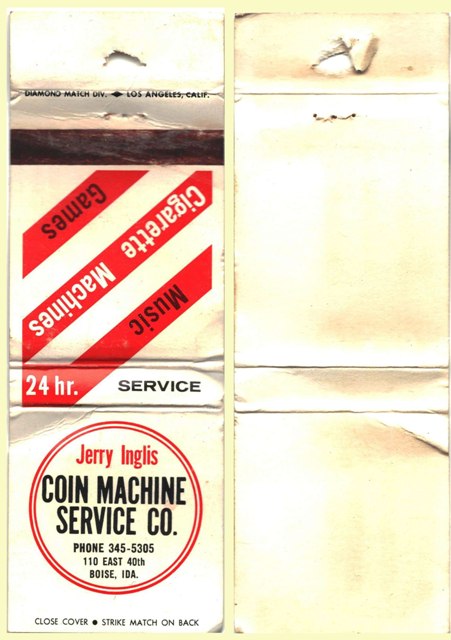 DIAMOND MATCH DIV. ◆ LOS ANGELES, CALIF.
Games
Cigarette Machines
Music
24 hr. SERVICE
Jerry Inglis
COIN MACHINE
SERVICE CO.
PHONE 345-5305
110 EAST 40th
BOISE, IDA.
CLOSE COVER ● STRIKE MATCH ON BACK